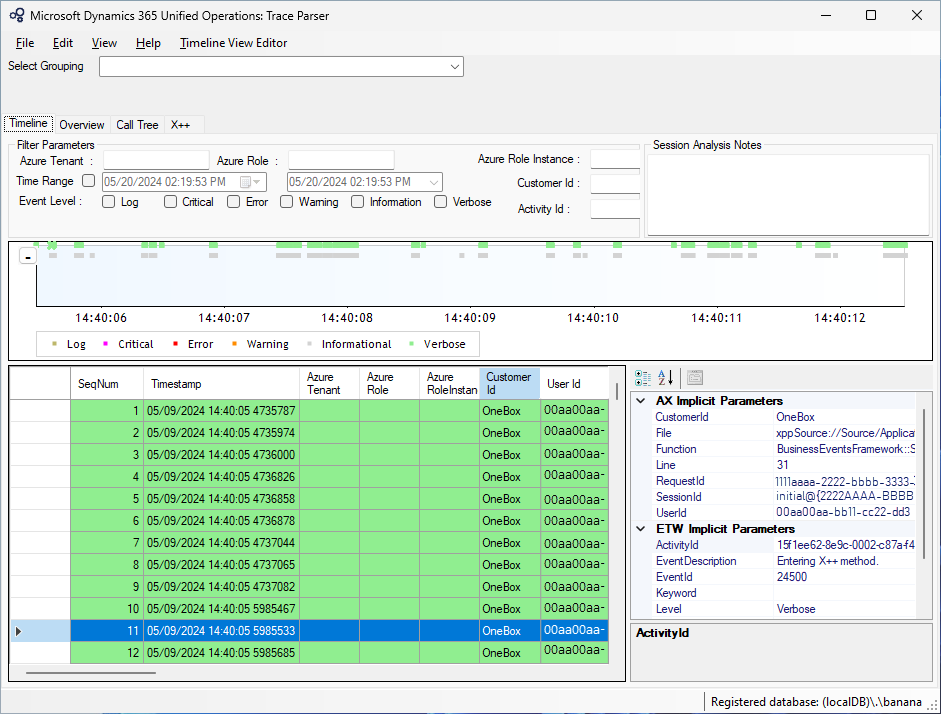 Microsoft Dynamics 365 Unified Operations: Trace Parser
File Edit View Help Timeline View Editor
Select Grouping
Timeline Overview Call Tree X++
Filter Parameters
Session Analysis Notes
Azure Tenant : Azure Role : Azure Role Instance :
Time Range 05/20/2024 02:19:53 PM 05/20/2024 02:19:53 PM Customer Id :
Event Level : Log Critical Error Warning Information Verbose Activity Id :
-
14:40:06 14:40:07 14:40:08 14:40:09 14:40:10 14:40:11 14:40:12
Log Critical Error Warning Informational Verbose
SeqNum Timestamp Azure Tenant Azure Role Azure RoleInstan Customer Id User Id
1 05/09/2024 14:40:05 4735787 OneBox 00aa00aa-
2 05/09/2024 14:40:05 4735974 OneBox 00aa00aa-
3 05/09/2024 14:40:05 4736000 OneBox 00aa00aa-
4 05/09/2024 14:40:05 4736826 OneBox 00aa00aa-
5 05/09/2024 14:40:05 4736858 OneBox 00aa00aa-
6 05/09/2024 14:40:05 4736878 OneBox 00aa00aa-
7 05/09/2024 14:40:05 4737044 OneBox 00aa00aa-
8 05/09/2024 14:40:05 4737065 OneBox 00aa00aa-
9 05/09/2024 14:40:05 4737082 OneBox 00aa00aa-
10 05/09/2024 14:40:05 5985467 OneBox 00aa00aa-
11 05/09/2024 14:40:05 5985533 OneBox 00aa00aa-
12 05/09/2024 14:40:05 5985685 OneBox 00aa00aa-
AX Implicit Parameters
CustomerId OneBox
File xppSource://Source/Applica
Function BusinessEventsFramework::S
Line 31
RequestId 1111aaaa-2222-bbbb-3333-
SessionId initial@{2222AAAA-BBBB
UserId 00aa00aa-bb11-cc22-dd3
ETW Implicit Parameters
ActivityId 15f1ee62-8e9c-0002-c87a-f4
EventDescription Entering X++ method.
EventId 24500
Keyword
Level Verbose
ActivityId
Registered database: (localDB)\.\banana